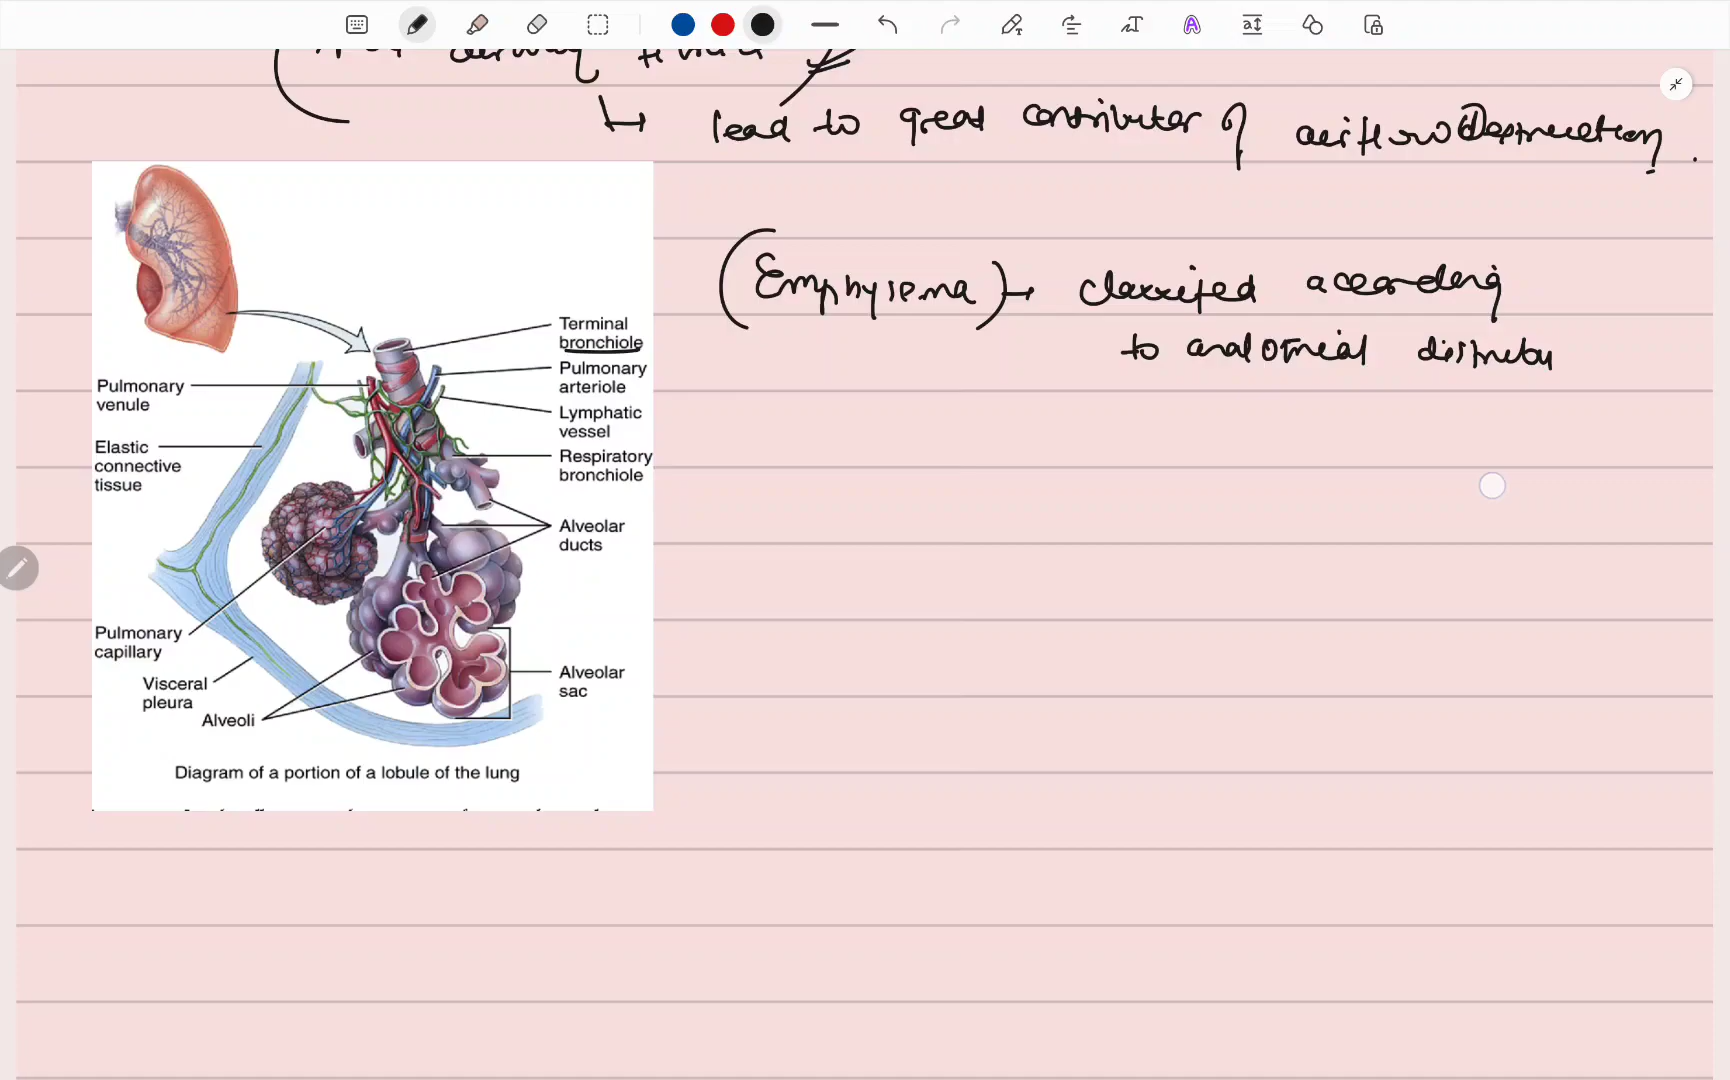 lead to great contributor of airflow
(Emphysema) → classified according
to anatomical distribu
Terminal
bronchiole
Pulmonary
arteriole
Lymphatic
vessel
Respiratory
bronchiole
Alveolar
ducts
Alveolar
sac
Pulmonary
venule
Elastic
connective
tissue
Pulmonary
capillary
Visceral
pleura
Alveoli
Diagram of a portion of a lobule of the lung